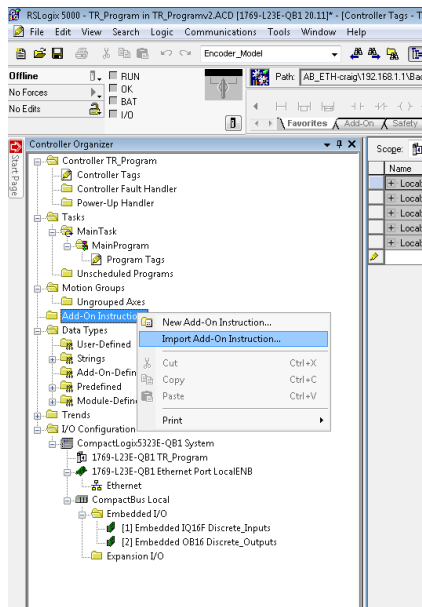 RSLogix 5000 - TR_Program in TR_Programv2.ACD [1769-L23E-QB1 20.11]* - [Controller Tags - T
File Edit View Search Logic Communications Tools Window Help
Encoder_Model
Offline
RUN
No Forces
OK
BAT
No Edits
I/O
Path: AB_ETH-craig\192.168.1.1\Bac
Favorites
Add-On
Safety
Start Page
Controller Organizer
Scope:
Name
+ Local
+ Local
+ Local
+ Local
+ Local
Controller TR_Program
Controller Tags
Controller Fault Handler
Power-Up Handler
Tasks
MainTask
MainProgram
Program Tags
Unscheduled Programs
Motion Groups
Ungrouped Axes
Add-On Instructio
New Add-On Instruction...
Import Add-On Instruction...
Cut Ctrl+X
Copy Ctrl+C
Paste Ctrl+V
Print
Data Types
User-Defined
Strings
Add-On-Defin
Predefined
Module-Define
Trends
I/O Configuration
CompactLogix5323E-QB1 System
1769-L23E-QB1 TR_Program
1769-L23E-QB1 Ethernet Port LocalENB
Ethernet
CompactBus Local
Embedded I/O
[1] Embedded IQ16F Discrete_Inputs
[2] Embedded OB16 Discrete_Outputs
Expansion I/O